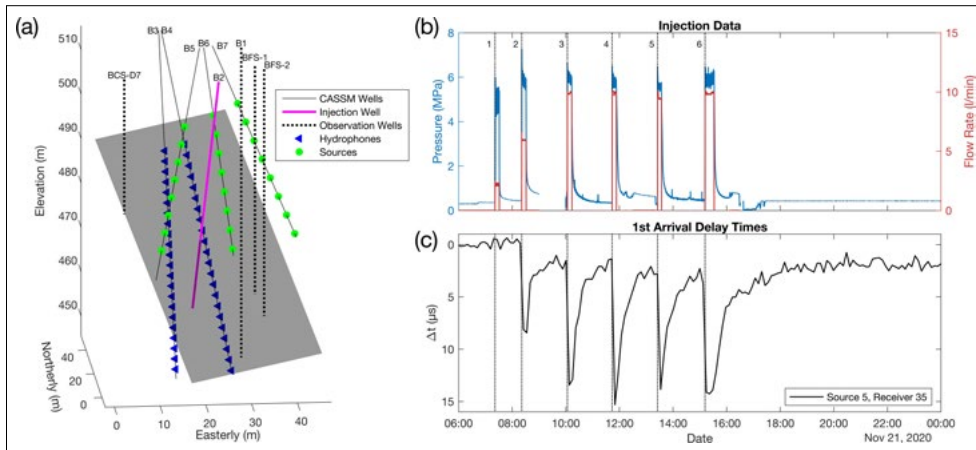 (a)
510
500
490
480
470
460
450
Elevation (m)
40
20
0
Northerly (m)
0
10
20
30
40
Easterly (m)
BCS-D7
B3 B4
B5
B6
B7
B1
B2
BFS-1
BFS-2
CASSM Wells
Injection Well
Observation Wells
Hydrophones
Sources
(b)
Injection Data
1
2
3
4
5
6
8
6
4
2
0
Pressure (MPa)
15
10
5
0
Flow Rate (l/min)
(c)
1st Arrival Delay Times
0
5
10
15
Δt (μs)
Source 5, Receiver 35
06:00 08:00 10:00 12:00 14:00 16:00 18:00 20:00 22:00 00:00
Date
Nov 21, 2020